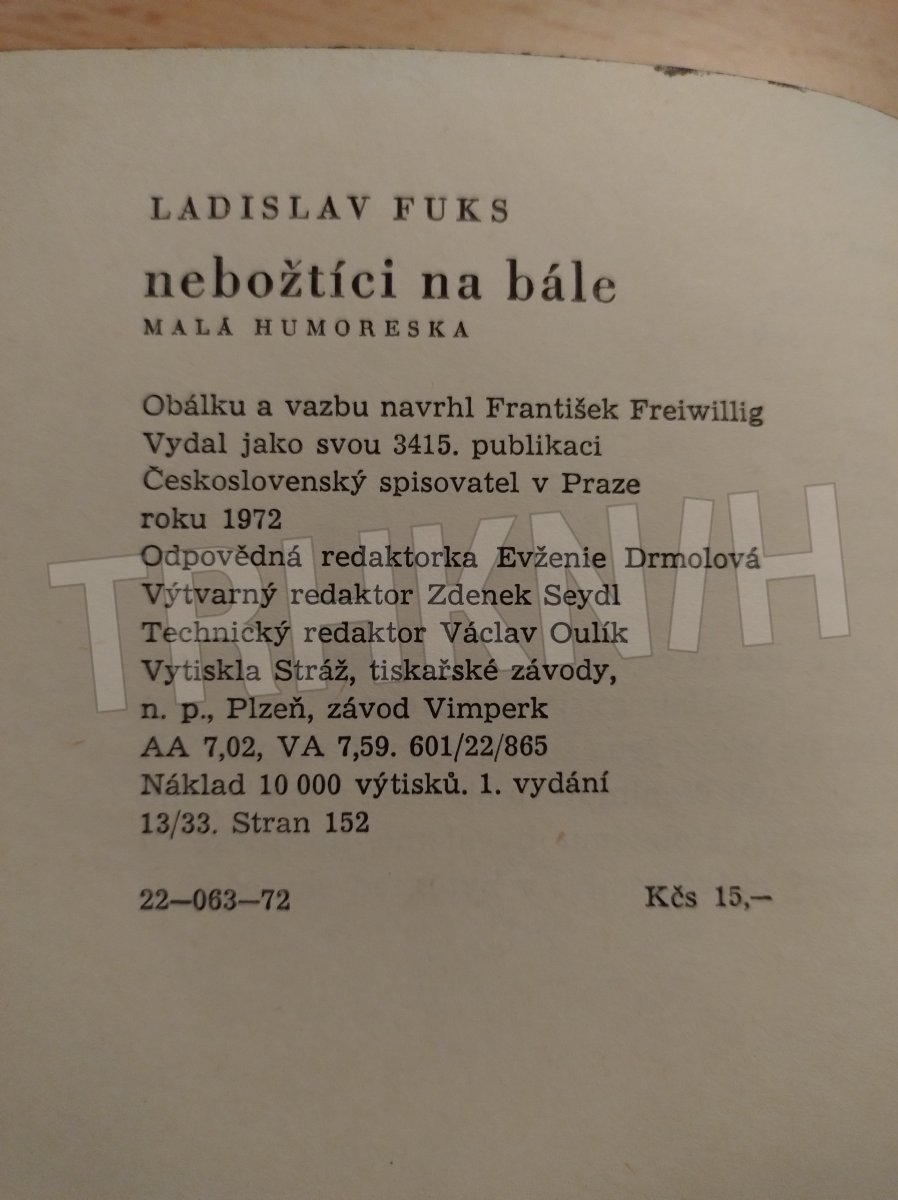 LADISLAV FUKS
nebožtíci na bále
MALÁ HUMORESKA
Obálku a vazbu navrhl František Freiwillig
Vydal jako svou 3415. publikaci
Československý spisovatel v Praze
roku 1972
Odpovědná redaktorka Evženie Drmolová
Výtvarný redaktor Zdenek Seydl
Technický redaktor Václav Oulík
Vytiskla Stráž, tiskařské závody,
n. p., Plzeň, závod Vimperk
AA 7,02, VA 7,59. 601/22/865
Náklad 10 000 výtisků. 1. vydání
13/33. Stran 152
22—063—72 Kčs 15,—
TRHKNIH